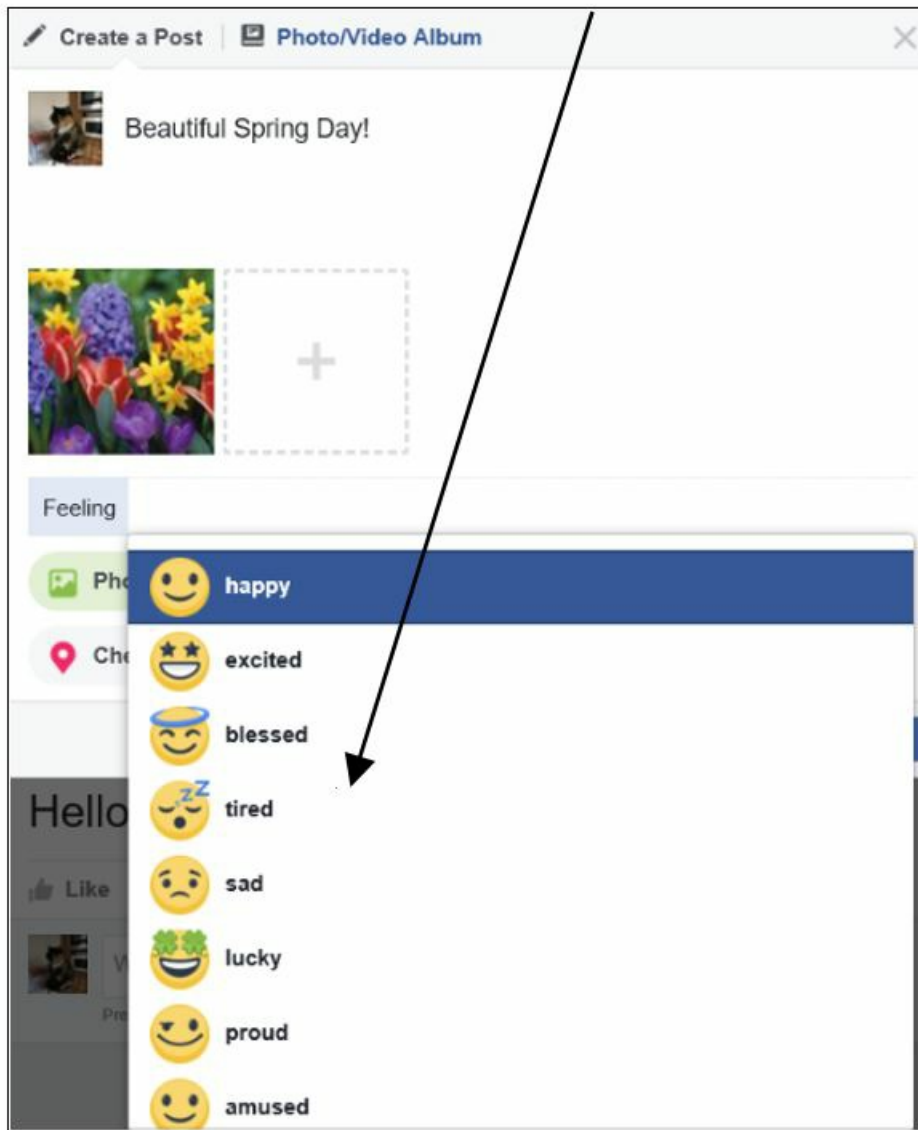 Create a Post Photo/Video Album
Beautiful Spring Day!
Feeling
happy
excited
blessed
tired
sad
lucky
proud
amused
Hello
Like